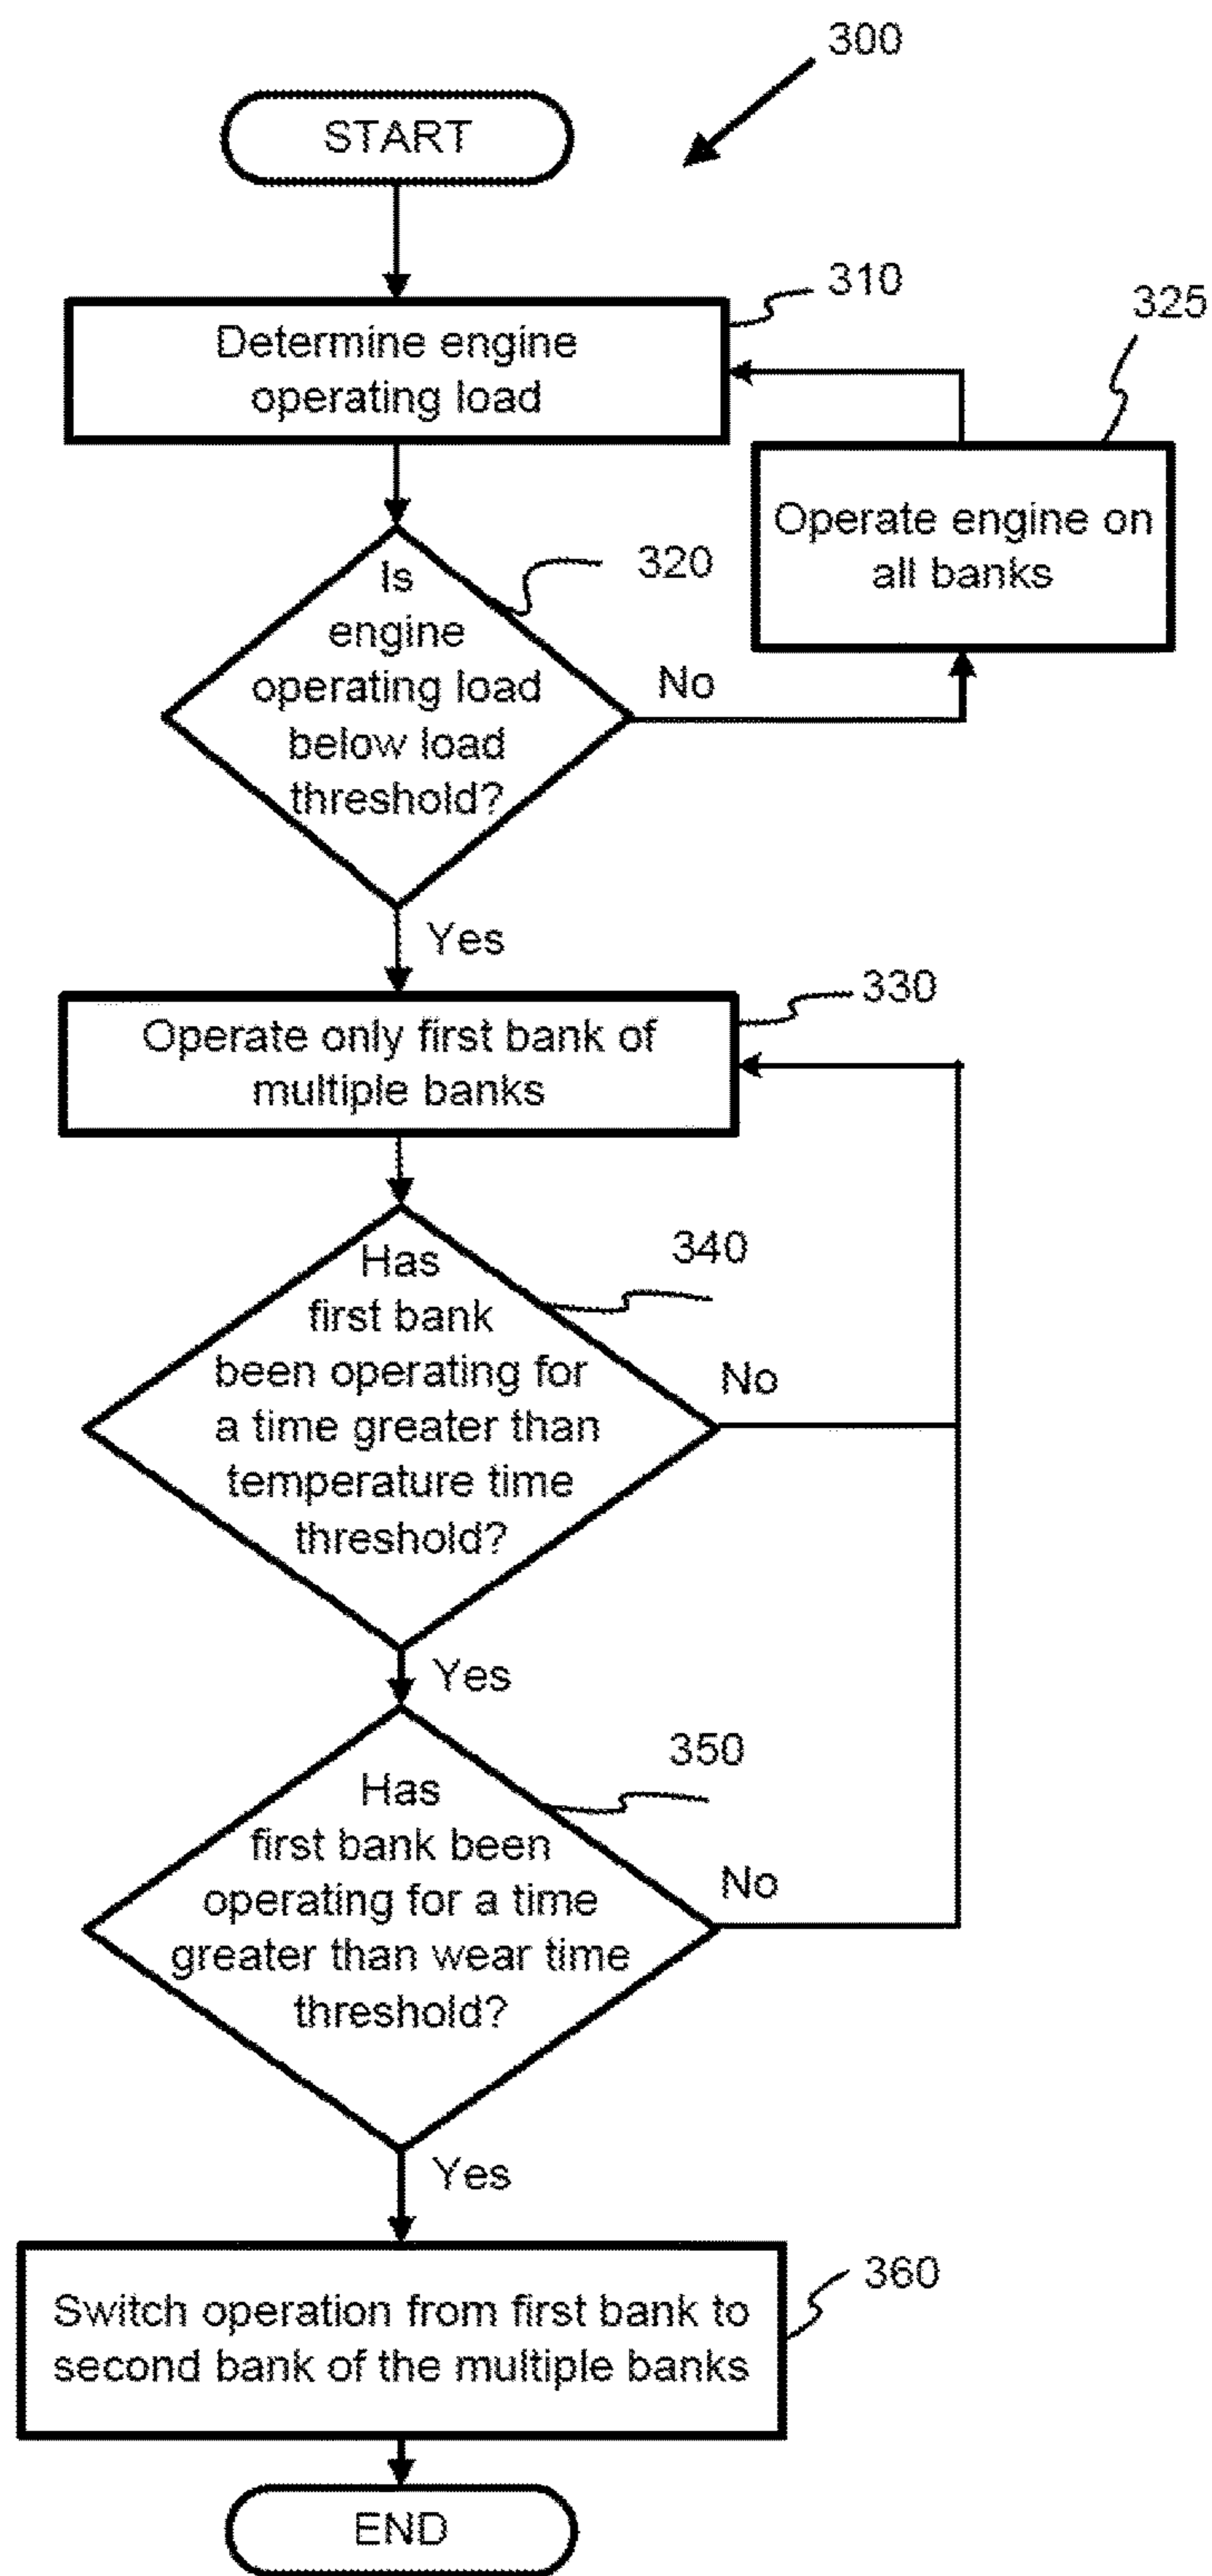 300
START
310
Determine engine
operating load
325
Operate engine on
all banks
320
Is
engine
operating load
below load
threshold?
No
Yes
330
Operate only first bank of
multiple banks
340
Has
first bank
been operating for
a time greater than
temperature time
threshold?
No
Yes
350
Has
first bank been
operating for a time
greater than wear time
threshold?
No
Yes
360
Switch operation from first bank to
second bank of the multiple banks
END